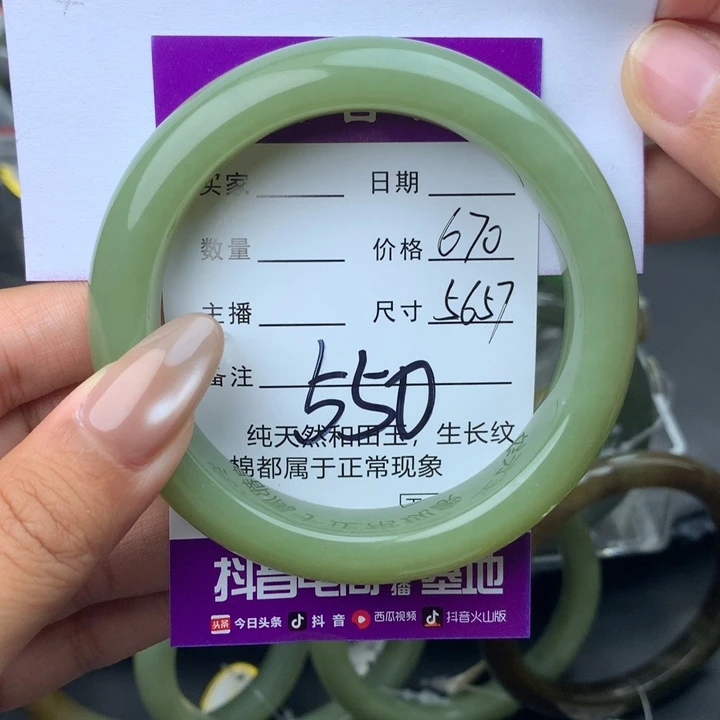 买家 日期
数量 价格 670
主播 尺寸 5657
备注 550
纯天然和田玉，生长纹
棉都属于正常现象
抖音电商直播基地
今日头条 抖音 西瓜视频 抖音火山版